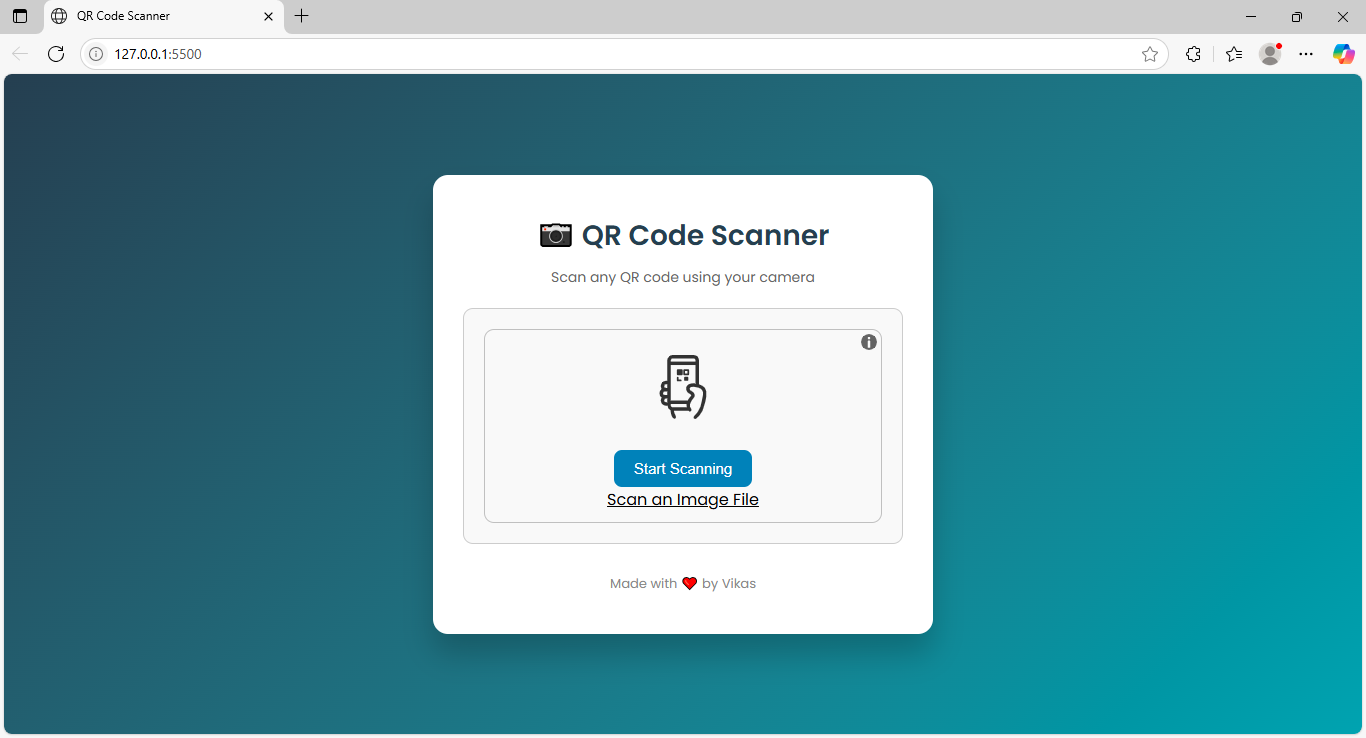 QR Code Scanner
127.0.0.1:5500
📷 QR Code Scanner
Scan any QR code using your camera
Start Scanning
Scan an Image File
Made with ❤️ by Vikas